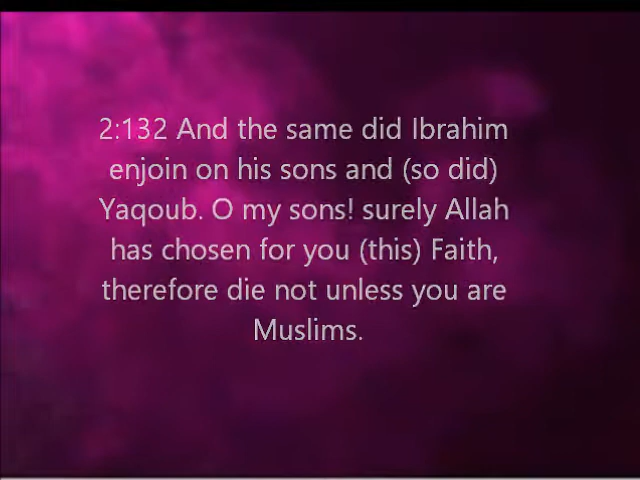 2:132 And the same did Ibrahim
enjoin on his sons and (so did)
Yaqoub. O my sons! surely Allah
has chosen for you (this) Faith,
therefore die not unless you are
Muslims.